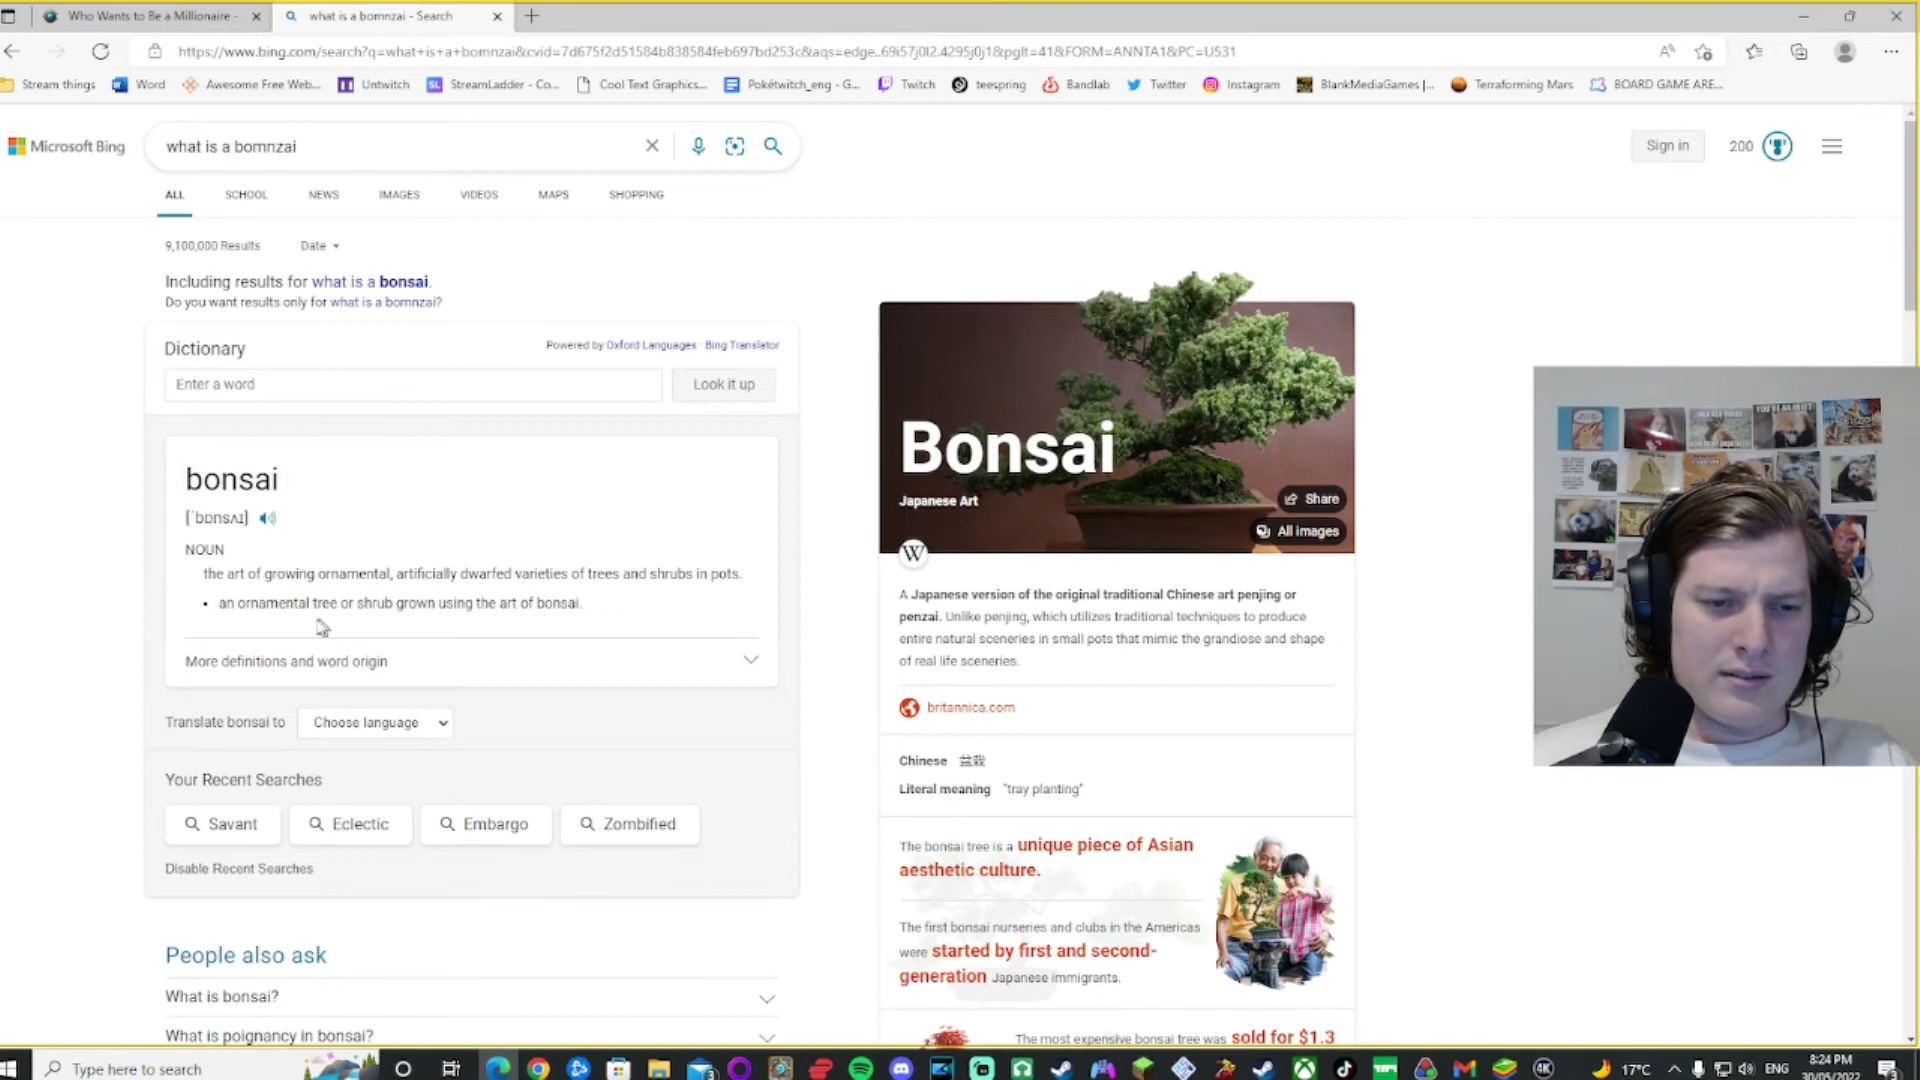 Who Wants to Be a Millionaire -
what is a bomnzai - Search
https://www.bing.com/search?q=what+is+a+bomnzai&cvid=7d675f2d51584b838584feb697bd253c&aqs=edge..69i57j0l2.4295j0j1&pglt=41&FORM=ANNTA1&PC=U531
Stream things
Word
Awesome Free Web...
Untwitch
StreamLadder - Co...
Cool Text Graphics...
Pokétwitch_eng - G...
Twitch
teespring
Bandlab
Twitter
Instagram
BlankMediaGames |...
Terraforming Mars
BOARD GAME ARE...
Microsoft Bing
what is a bomnzai
Sign in
200
ALL
SCHOOL
NEWS
IMAGES
VIDEOS
MAPS
SHOPPING
9,100,000 Results
Date
Including results for what is a bonsai.
Do you want results only for what is a bomnzai?
Dictionary
Powered by Oxford Languages · Bing Translator
Enter a word
Look it up
bonsai
[ˈbɒnsʌɪ]
NOUN
the art of growing ornamental, artificially dwarfed varieties of trees and shrubs in pots.
• an ornamental tree or shrub grown using the art of bonsai.
More definitions and word origin
Translate bonsai to
Choose language
Your Recent Searches
Savant
Eclectic
Embargo
Zombified
Disable Recent Searches
People also ask
What is bonsai?
What is poignancy in bonsai?
Bonsai
Japanese Art
Share
All images
W
A Japanese version of the original traditional Chinese art penjing or
penzai. Unlike penjing, which utilizes traditional techniques to produce
entire natural sceneries in small pots that mimic the grandiose and shape
of real life sceneries.
britannica.com
Chinese 盆栽
Literal meaning "tray planting"
The bonsai tree is a unique piece of Asian
aesthetic culture.
The first bonsai nurseries and clubs in the Americas
were started by first and second-
generation Japanese immigrants.
The most expensive bonsai tree was sold for $1.3
Type here to search
17°C
ENG
8:24 PM
30/05/2022